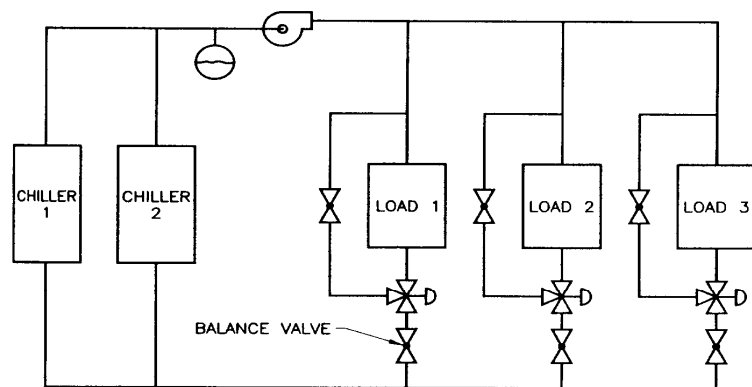 CHILLER
1
CHILLER
2
LOAD 1
LOAD 2
LOAD 3
BALANCE VALVE